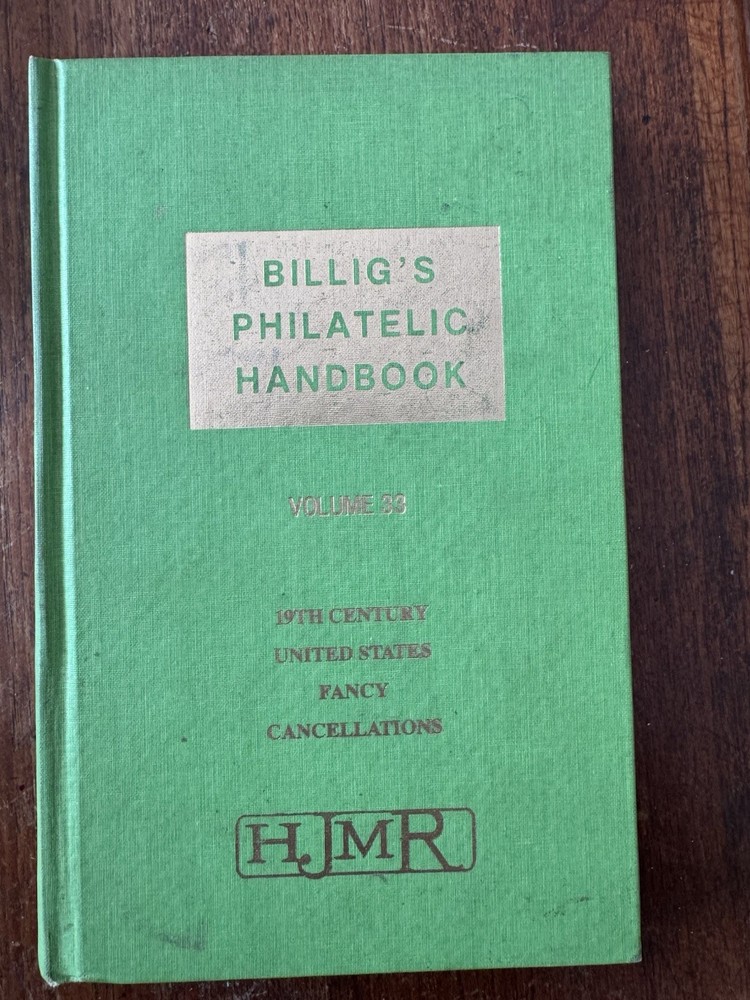 BILLIG'S
PHILATELIC
HANDBOOK
VOLUME 33
19TH CENTURY
UNITED STATES
FANCY
CANCELLATIONS
HJMR